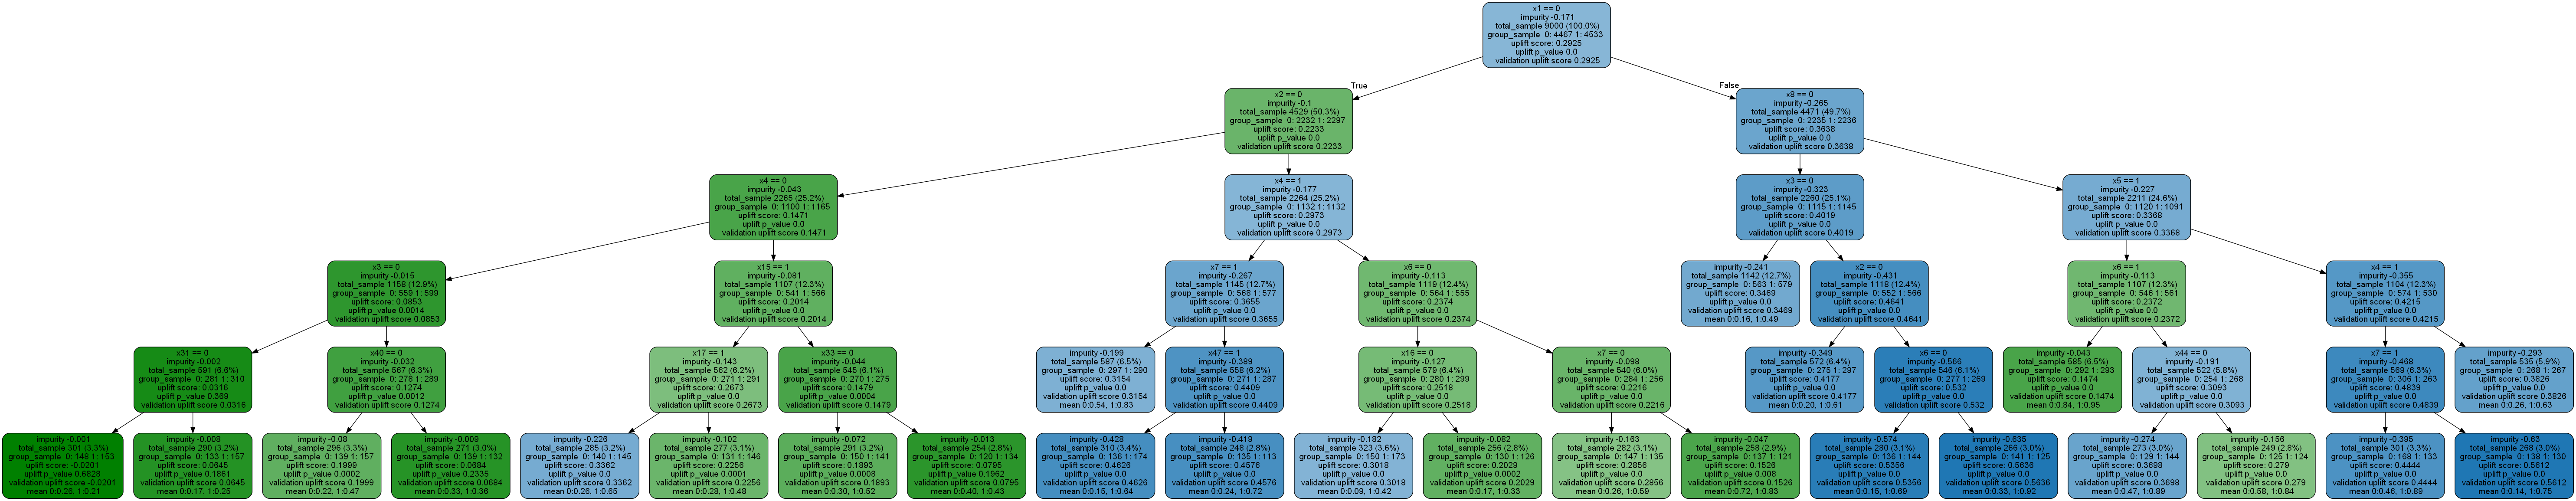 x1 == 0
impurity -0.171
total_sample 9000 (100.0%)
group_sample 0: 4467 1: 4533
uplift score: 0.2925
uplift p_value 0.0
validation uplift score 0.2925
True
False
x2 == 0
impurity -0.1
total_sample 4529 (50.3%)
group_sample 0: 2232 1: 2297
uplift score: 0.2233
uplift p_value 0.0
validation uplift score 0.2233
x8 == 0
impurity -0.265
total_sample 4471 (49.7%)
group_sample 0: 2235 1: 2236
uplift score: 0.3638
uplift p_value 0.0
validation uplift score 0.3638
x4 == 0
impurity -0.043
total_sample 2265 (25.2%)
group_sample 0: 1100 1: 1165
uplift score: 0.1471
uplift p_value 0.0
validation uplift score 0.1471
x4 == 1
impurity -0.177
total_sample 2264 (25.2%)
group_sample 0: 1132 1: 1132
uplift score: 0.2973
uplift p_value 0.0
validation uplift score 0.2973
x3 == 0
impurity -0.323
total_sample 2260 (25.1%)
group_sample 0: 1115 1: 1145
uplift score: 0.4019
uplift p_value 0.0
validation uplift score 0.4019
x5 == 1
impurity -0.227
total_sample 2211 (24.6%)
group_sample 0: 1120 1: 1091
uplift score: 0.3368
uplift p_value 0.0
validation uplift score 0.3368
x3 == 0
impurity -0.015
total_sample 1158 (12.9%)
group_sample 0: 559 1: 599
uplift score: 0.0853
uplift p_value 0.0014
validation uplift score 0.0853
x15 == 1
impurity -0.081
total_sample 1107 (12.3%)
group_sample 0: 541 1: 566
uplift score: 0.2014
uplift p_value 0.0
validation uplift score 0.2014
x7 == 1
impurity -0.267
total_sample 1145 (12.7%)
group_sample 0: 568 1: 577
uplift score: 0.3655
uplift p_value 0.0
validation uplift score 0.3655
x6 == 0
impurity -0.113
total_sample 1119 (12.4%)
group_sample 0: 564 1: 555
uplift score: 0.2374
uplift p_value 0.0
validation uplift score 0.2374
impurity -0.241
total_sample 1142 (12.7%)
group_sample 0: 563 1: 579
uplift score: 0.3469
uplift p_value 0.0
validation uplift score 0.3469
mean 0:0.16, 1:0.49
x2 == 0
impurity -0.431
total_sample 1118 (12.4%)
group_sample 0: 552 1: 566
uplift score: 0.4641
uplift p_value 0.0
validation uplift score 0.4641
x6 == 1
impurity -0.113
total_sample 1107 (12.3%)
group_sample 0: 546 1: 561
uplift score: 0.2372
uplift p_value 0.0
validation uplift score 0.2372
x4 == 1
impurity -0.355
total_sample 1104 (12.3%)
group_sample 0: 574 1: 530
uplift score: 0.4215
uplift p_value 0.0
validation uplift score 0.4215
x31 == 0
impurity -0.002
total_sample 591 (6.6%)
group_sample 0: 281 1: 310
uplift score: 0.0316
uplift p_value 0.369
validation uplift score 0.0316
x40 == 0
impurity -0.032
total_sample 567 (6.3%)
group_sample 0: 278 1: 289
uplift score: 0.1274
uplift p_value 0.0012
validation uplift score 0.1274
x17 == 1
impurity -0.143
total_sample 562 (6.2%)
group_sample 0: 271 1: 291
uplift score: 0.2673
uplift p_value 0.0
validation uplift score 0.2673
x33 == 0
impurity -0.044
total_sample 545 (6.1%)
group_sample 0: 270 1: 275
uplift score: 0.1479
uplift p_value 0.0004
validation uplift score 0.1479
impurity -0.199
total_sample 587 (6.5%)
group_sample 0: 297 1: 290
uplift score: 0.3154
uplift p_value 0.0
validation uplift score 0.3154
mean 0:0.54, 1:0.83
x47 == 1
impurity -0.389
total_sample 558 (6.2%)
group_sample 0: 271 1: 287
uplift score: 0.4409
uplift p_value 0.0
validation uplift score 0.4409
x16 == 0
impurity -0.127
total_sample 579 (6.4%)
group_sample 0: 280 1: 299
uplift score: 0.2518
uplift p_value 0.0
validation uplift score 0.2518
x7 == 0
impurity -0.098
total_sample 540 (6.0%)
group_sample 0: 284 1: 256
uplift score: 0.2216
uplift p_value 0.0
validation uplift score 0.2216
impurity -0.349
total_sample 572 (6.4%)
group_sample 0: 275 1: 297
uplift score: 0.4177
uplift p_value 0.0
validation uplift score 0.4177
mean 0:0.20, 1:0.61
x6 == 0
impurity -0.566
total_sample 546 (6.1%)
group_sample 0: 277 1: 269
uplift score: 0.532
uplift p_value 0.0
validation uplift score 0.532
impurity -0.043
total_sample 585 (6.5%)
group_sample 0: 292 1: 293
uplift score: 0.1474
uplift p_value 0.0
validation uplift score 0.1474
mean 0:0.84, 1:0.95
x44 == 0
impurity -0.191
total_sample 522 (5.8%)
group_sample 0: 254 1: 268
uplift score: 0.3093
uplift p_value 0.0
validation uplift score 0.3093
x7 == 1
impurity -0.468
total_sample 569 (6.3%)
group_sample 0: 306 1: 263
uplift score: 0.4839
uplift p_value 0.0
validation uplift score 0.4839
impurity -0.293
total_sample 535 (5.9%)
group_sample 0: 268 1: 267
uplift score: 0.3826
uplift p_value 0.0
validation uplift score 0.3826
mean 0:0.26, 1:0.63
impurity -0.001
total_sample 301 (3.3%)
group_sample 0: 148 1: 153
uplift score: -0.0201
uplift p_value 0.6828
validation uplift score -0.0201
mean 0:0.26, 1:0.21
impurity -0.008
total_sample 290 (3.2%)
group_sample 0: 133 1: 157
uplift score: 0.0645
uplift p_value 0.1861
validation uplift score 0.0645
mean 0:0.17, 1:0.25
impurity -0.08
total_sample 296 (3.3%)
group_sample 0: 139 1: 157
uplift score: 0.1999
uplift p_value 0.0002
validation uplift score 0.1999
mean 0:0.22, 1:0.47
impurity -0.009
total_sample 271 (3.0%)
group_sample 0: 139 1: 132
uplift score: 0.0684
uplift p_value 0.2335
validation uplift score 0.0684
mean 0:0.33, 1:0.36
impurity -0.226
total_sample 285 (3.2%)
group_sample 0: 140 1: 145
uplift score: 0.3362
uplift p_value 0.0
validation uplift score 0.3362
mean 0:0.26, 1:0.65
impurity -0.102
total_sample 277 (3.1%)
group_sample 0: 131 1: 146
uplift score: 0.2256
uplift p_value 0.0001
validation uplift score 0.2256
mean 0:0.28, 1:0.48
impurity -0.072
total_sample 291 (3.2%)
group_sample 0: 150 1: 141
uplift score: 0.1893
uplift p_value 0.0008
validation uplift score 0.1893
mean 0:0.30, 1:0.52
impurity -0.013
total_sample 254 (2.8%)
group_sample 0: 120 1: 134
uplift score: 0.0795
uplift p_value 0.1962
validation uplift score 0.0795
mean 0:0.40, 1:0.43
impurity -0.428
total_sample 310 (3.4%)
group_sample 0: 136 1: 174
uplift score: 0.4626
uplift p_value 0.0
validation uplift score 0.4626
mean 0:0.15, 1:0.64
impurity -0.419
total_sample 248 (2.8%)
group_sample 0: 135 1: 113
uplift score: 0.4576
uplift p_value 0.0
validation uplift score 0.4576
mean 0:0.24, 1:0.72
impurity -0.182
total_sample 323 (3.6%)
group_sample 0: 150 1: 173
uplift score: 0.3018
uplift p_value 0.0
validation uplift score 0.3018
mean 0:0.09, 1:0.42
impurity -0.082
total_sample 256 (2.8%)
group_sample 0: 130 1: 126
uplift score: 0.2029
uplift p_value 0.0002
validation uplift score 0.2029
mean 0:0.17, 1:0.33
impurity -0.163
total_sample 282 (3.1%)
group_sample 0: 147 1: 135
uplift score: 0.2856
uplift p_value 0.0
validation uplift score 0.2856
mean 0:0.26, 1:0.59
impurity -0.047
total_sample 258 (2.9%)
group_sample 0: 137 1: 121
uplift score: 0.1526
uplift p_value 0.008
validation uplift score 0.1526
mean 0:0.72, 1:0.83
impurity -0.574
total_sample 280 (3.1%)
group_sample 0: 136 1: 144
uplift score: 0.5356
uplift p_value 0.0
validation uplift score 0.5356
mean 0:0.15, 1:0.69
impurity -0.635
total_sample 266 (3.0%)
group_sample 0: 141 1: 125
uplift score: 0.5636
uplift p_value 0.0
validation uplift score 0.5636
mean 0:0.33, 1:0.92
impurity -0.274
total_sample 273 (3.0%)
group_sample 0: 129 1: 144
uplift score: 0.3698
uplift p_value 0.0
validation uplift score 0.3698
mean 0:0.47, 1:0.89
impurity -0.156
total_sample 249 (2.8%)
group_sample 0: 125 1: 124
uplift score: 0.279
uplift p_value 0.0
validation uplift score 0.279
mean 0:0.58, 1:0.84
impurity -0.395
total_sample 301 (3.3%)
group_sample 0: 168 1: 133
uplift score: 0.4444
uplift p_value 0.0
validation uplift score 0.4444
mean 0:0.46, 1:0.89
impurity -0.63
total_sample 268 (3.0%)
group_sample 0: 138 1: 130
uplift score: 0.5612
uplift p_value 0.0
validation uplift score 0.5612
mean 0:0.14, 1:0.75